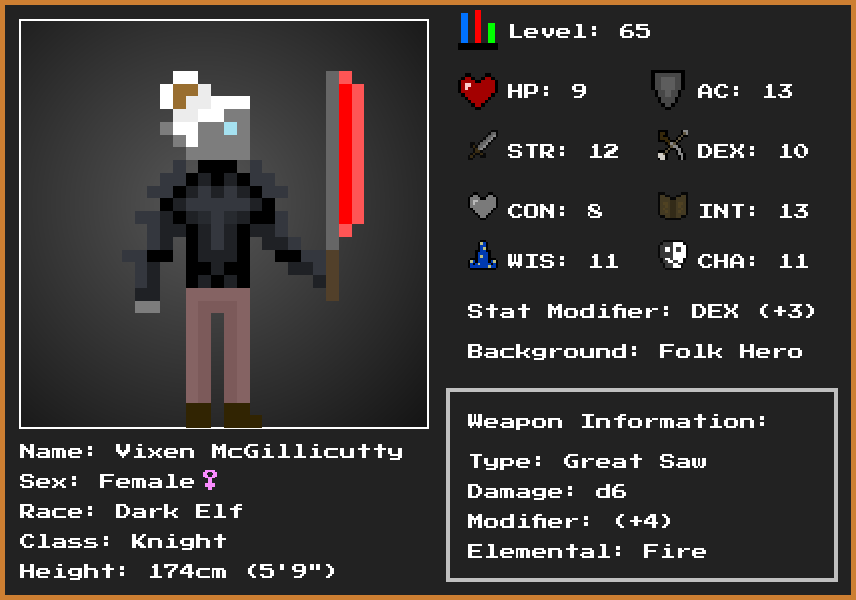 Level: 65
HP: 9 AC: 13
STR: 12 DEX: 10
CON: 8 INT: 13
WIS: 11 CHA: 11
Stat Modifier: DEX (+3)
Background: Folk Hero
Weapon Information:
Type: Great Saw
Damage: d6
Modifier: (+4)
Elemental: Fire
Name: Vixen McGillicutty
Sex: Female♀
Race: Dark Elf
Class: Knight
Height: 174cm (5'9")